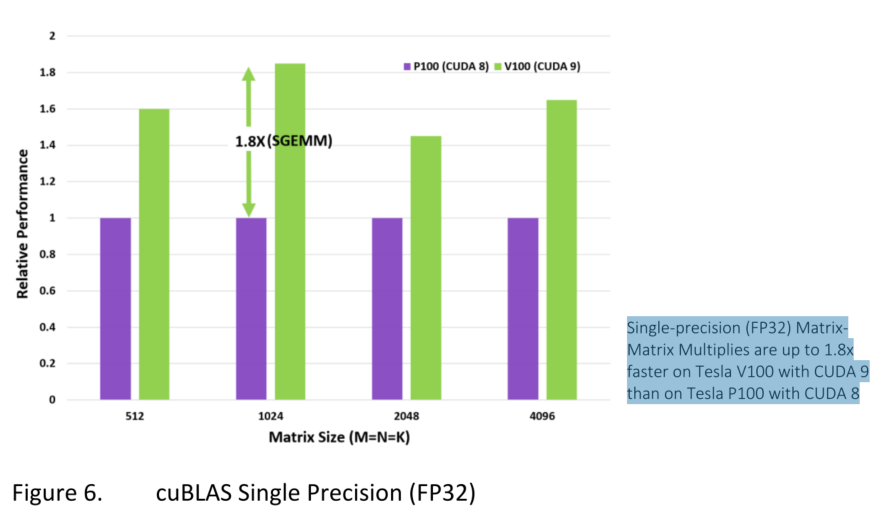 2
1.8
1.6
1.4
1.2
1
0.8
0.6
0.4
0.2
0
Relative Performance
P100 (CUDA 8) V100 (CUDA 9)
1.8X(SGEMM)
512 1024 2048 4096
Matrix Size (M=N=K)
Single-precision (FP32) Matrix-
Matrix Multiplies are up to 1.8x
faster on Tesla V100 with CUDA 9
than on Tesla P100 with CUDA 8
Figure 6. cuBLAS Single Precision (FP32)